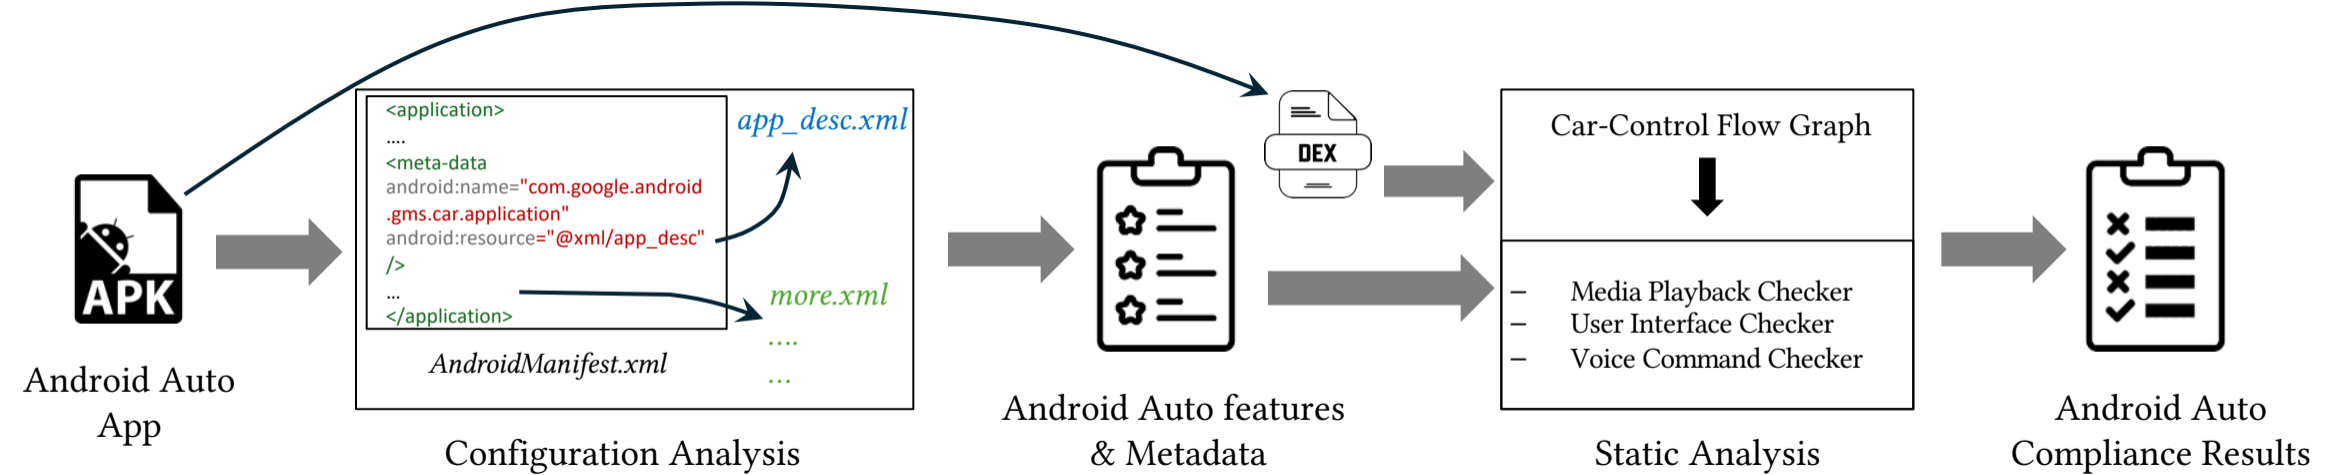 APK
Android Auto
App
<application>
....
<meta-data
android:name="com.google.android
.gms.car.application"
android:resource="@xml/app_desc"
/>
...
</application>
AndroidManifest.xml
app_desc.xml
more.xml
....
...
Configuration Analysis
Android Auto features
& Metadata
DEX
Car-Control Flow Graph
– Media Playback Checker
– User Interface Checker
– Voice Command Checker
Static Analysis
Android Auto
Compliance Results